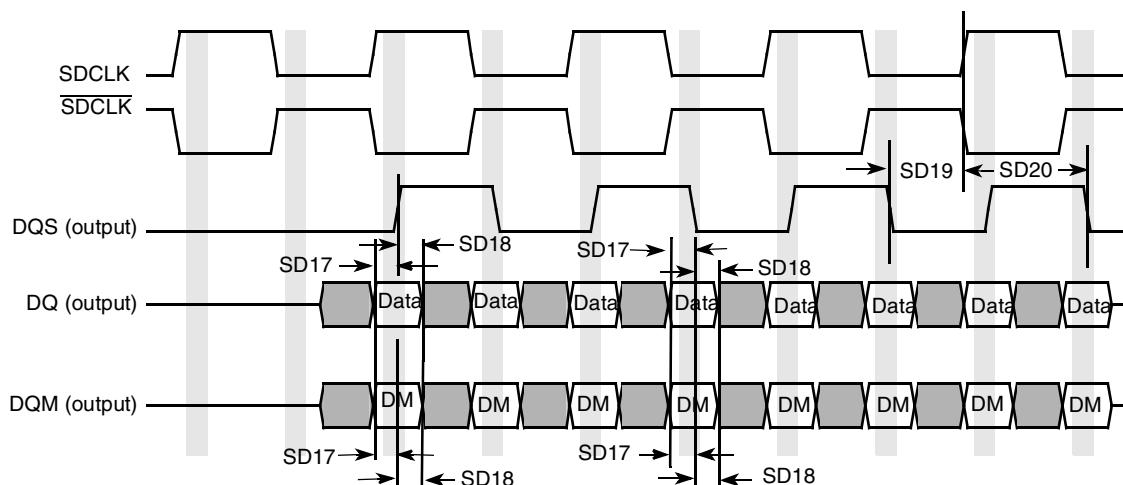 SDCLK
SDCLK
SD19 SD20
DQS (output)
SD18 SD17
SD17 SD18
DQ (output) Data Data Data Data Data Data Data Data
DQM (output) DM DM DM DM DM DM DM DM
SD17 SD17
SD18 SD18